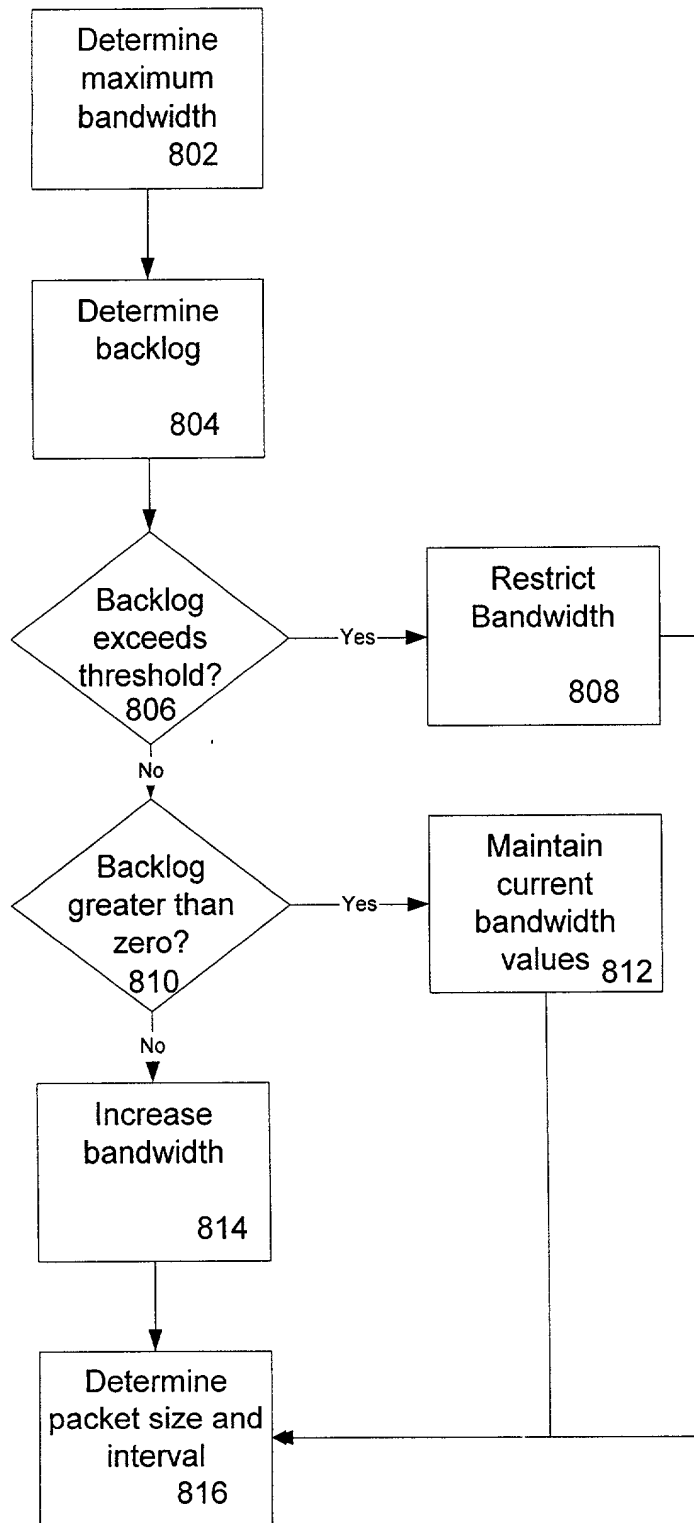 Determine
maximum
bandwidth
802
Determine
backlog
804
Backlog
exceeds
threshold?
806
Yes
Restrict
Bandwidth
808
No
Backlog
greater than
zero?
810
Yes
Maintain
current
bandwidth
values 812
No
Increase
bandwidth
814
Determine
packet size and
interval
816